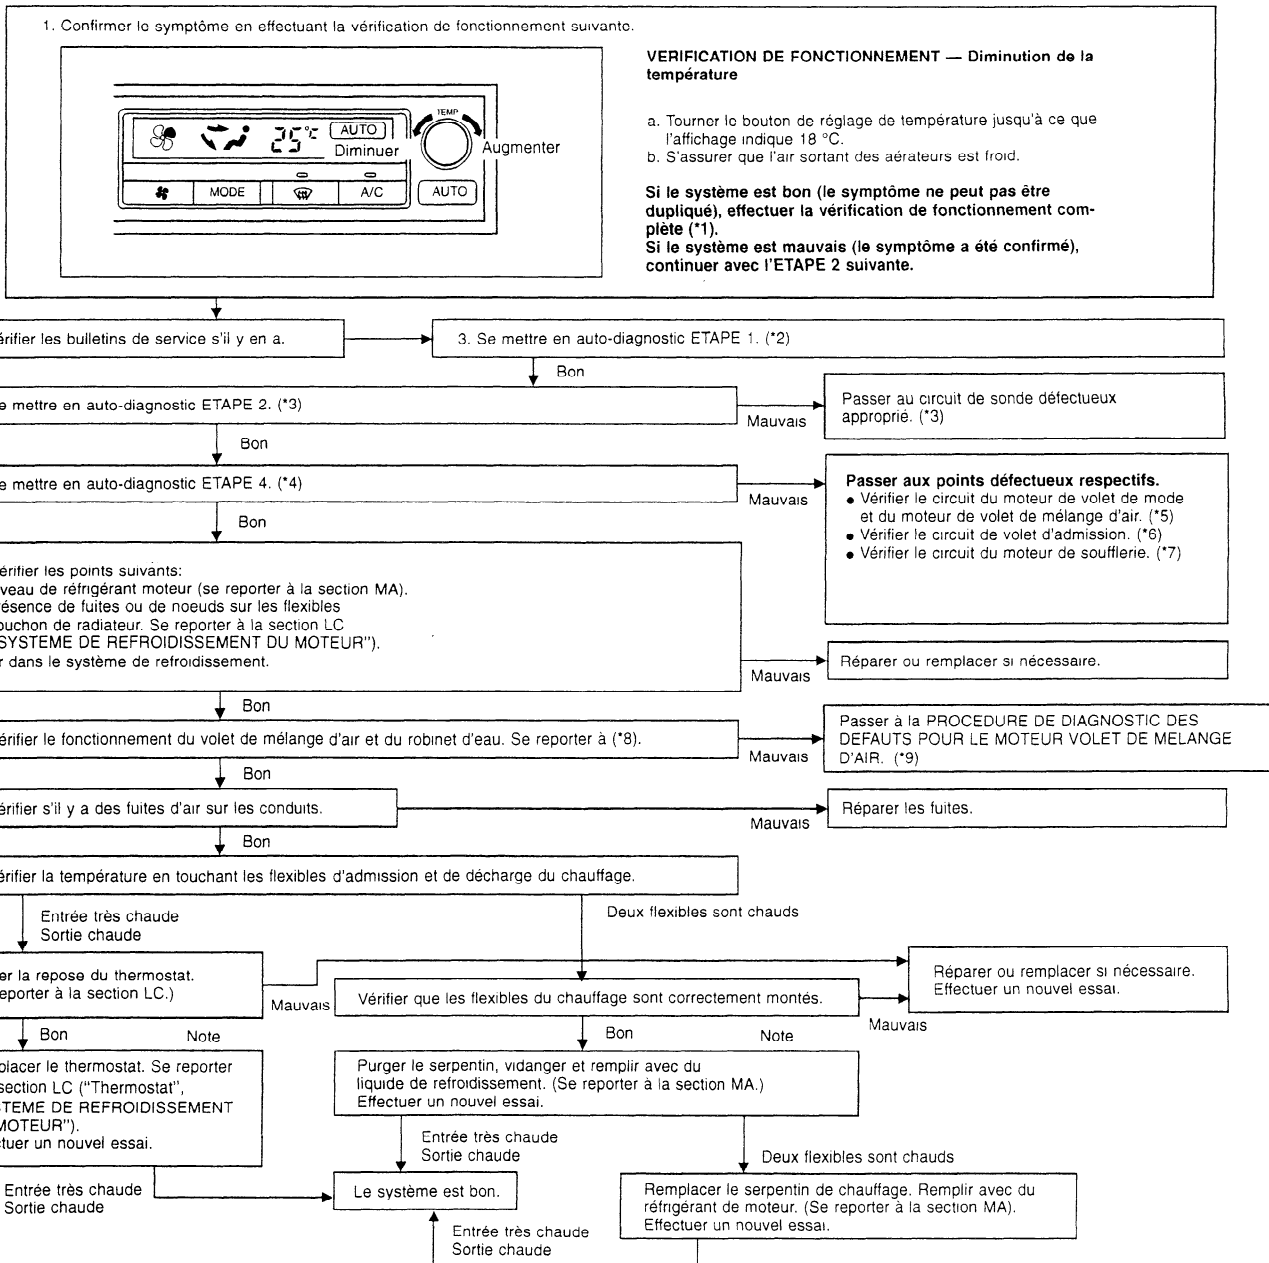 1. Confirmer le symptôme en effectuant la vérification de fonctionnement suivante.
VERIFICATION DE FONCTIONNEMENT — Diminution de la
température
a. Tourner le bouton de réglage de température jusqu'à ce que
l'affichage indique 18 °C.
b. S'assurer que l'air sortant des aérateurs est froid.
Si le système est bon (le symptôme ne peut pas être
dupliqué), effectuer la vérification de fonctionnement com-
plète (*1).
Si le système est mauvais (le symptôme a été confirmé),
continuer avec l'ETAPE 2 suivante.
TEMP
25°c
AUTO
Diminuer
Augmenter
MODE
A/C
AUTO
érifier les bulletins de service s'il y en a.
3. Se mettre en auto-diagnostic ETAPE 1. (*2)
Bon
e mettre en auto-diagnostic ETAPE 2. (*3)
Mauvais
Passer au circuit de sonde défectueux
approprié. (*3)
Bon
e mettre en auto-diagnostic ETAPE 4. (*4)
Mauvais
Passer aux points défectueux respectifs.
● Vérifier le circuit du moteur de volet de mode
et du moteur de volet de mélange d'air. (*5)
● Vérifier le circuit de volet d'admission. (*6)
● Vérifier le circuit du moteur de soufflerie. (*7)
Bon
érifier les points suivants:
veau de réfrigérant moteur (se reporter à la section MA).
ésence de fuites ou de noeuds sur les flexibles
ouchon de radiateur. Se reporter à la section LC
SYSTEME DE REFROIDISSEMENT DU MOTEUR").
r dans le système de refroidissement.
Mauvais
Réparer ou remplacer si nécessaire.
Bon
érifier le fonctionnement du volet de mélange d'air et du robinet d'eau. Se reporter à (*8).
Mauvais
Passer à la PROCEDURE DE DIAGNOSTIC DES
DEFAUTS POUR LE MOTEUR VOLET DE MELANGE
D'AIR. (*9)
Bon
érifier s'il y a des fuites d'air sur les conduits.
Mauvais
Réparer les fuites.
Bon
érifier la température en touchant les flexibles d'admission et de décharge du chauffage.
Entrée très chaude
Sortie chaude
Deux flexibles sont chauds
er la repose du thermostat.
eporter à la section LC.)
Mauvais
Vérifier que les flexibles du chauffage sont correctement montés.
Mauvais
Réparer ou remplacer si nécessaire.
Effectuer un nouvel essai.
Bon
Note
Bon
Note
placer le thermostat. Se reporter
section LC ("Thermostat",
STEME DE REFROIDISSEMENT
MOTEUR").
ctuer un nouvel essai.
Purger le serpentin, vidanger et remplir avec du
liquide de refroidissement. (Se reporter à la section MA.)
Effectuer un nouvel essai.
Entrée très chaude
Sortie chaude
Deux flexibles sont chauds
Entrée très chaude
Sortie chaude
Le système est bon.
Remplacer le serpentin de chauffage. Remplir avec du
réfrigérant de moteur. (Se reporter à la section MA).
Effectuer un nouvel essai.
Entrée très chaude
Sortie chaude